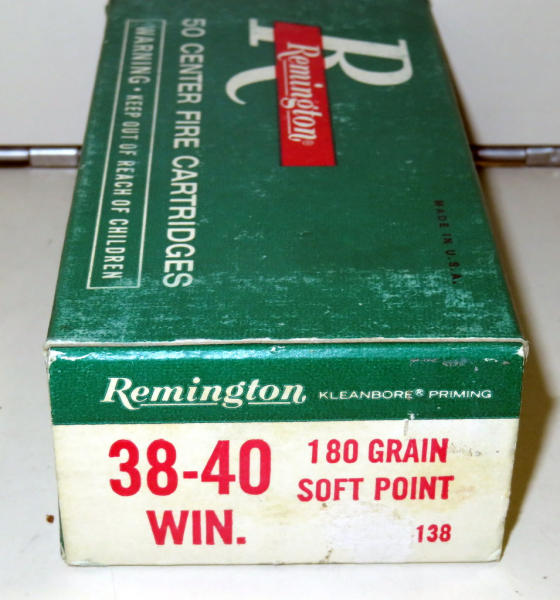 R
Remington®
50 CENTER FIRE CARTRIDGES
WARNING • KEEP OUT OF REACH OF CHILDREN
MADE IN U.S.A.
Remington® KLEANBORE® PRIMING
38-40
WIN.
180 GRAIN
SOFT POINT
138